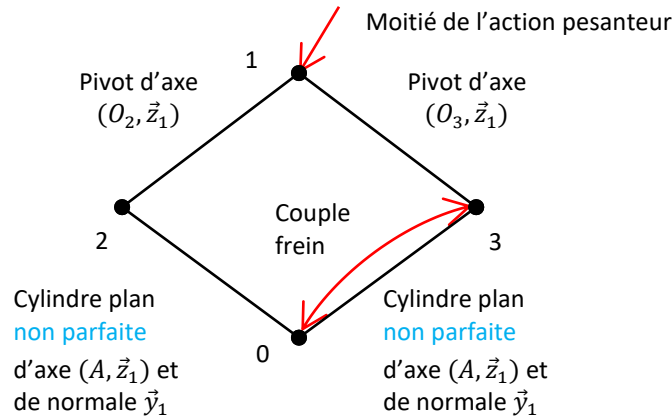 Moitié de l'action pesanteur
1
Pivot d'axe
(O₂, z⃗₁)
Pivot d'axe
(O₃, z⃗₁)
Couple
frein
2
3
Cylindre plan
non parfaite
d'axe (A, z⃗₁) et
de normale y⃗₁
0
Cylindre plan
non parfaite
d'axe (A, z⃗₁) et
de normale y⃗₁